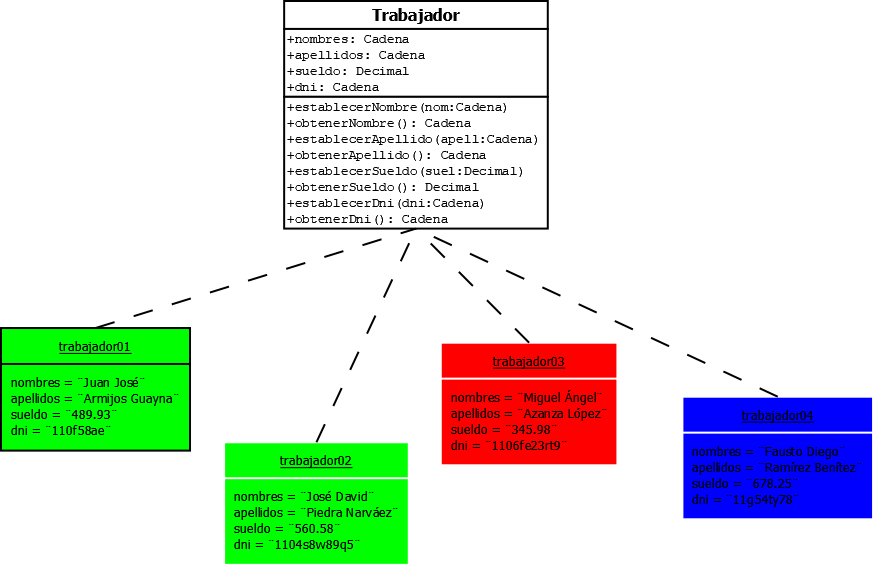 Trabajador
+nombres: Cadena
+apellidos: Cadena
+sueldo: Decimal
+dni: Cadena
+establecerNombre(nom:Cadena)
+obtenerNombre(): Cadena
+establecerApellido(apell:Cadena)
+obtenerApellido(): Cadena
+establecerSueldo(suel:Decimal)
+obtenerSueldo(): Decimal
+establecerDni(dni:Cadena)
+obtenerDni(): Cadena
trabajador01
nombres = ¨Juan José¨
apellidos = ¨Armijos Guayna¨
sueldo = ¨489.93¨
dni = ¨110f58ae¨
trabajador02
nombres = ¨José David¨
apellidos = ¨Piedra Narváez¨
sueldo = ¨560.58¨
dni = ¨1104s8w89q5¨
trabajador03
nombres = ¨Miguel Ángel¨
apellidos = ¨Azanza López¨
sueldo = ¨345.98¨
dni = ¨1106fe23rt9¨
trabajador04
nombres = ¨Fausto Diego¨
apellidos = ¨Ramírez Benítez¨
sueldo = ¨678.25¨
dni = ¨11g54ty78¨